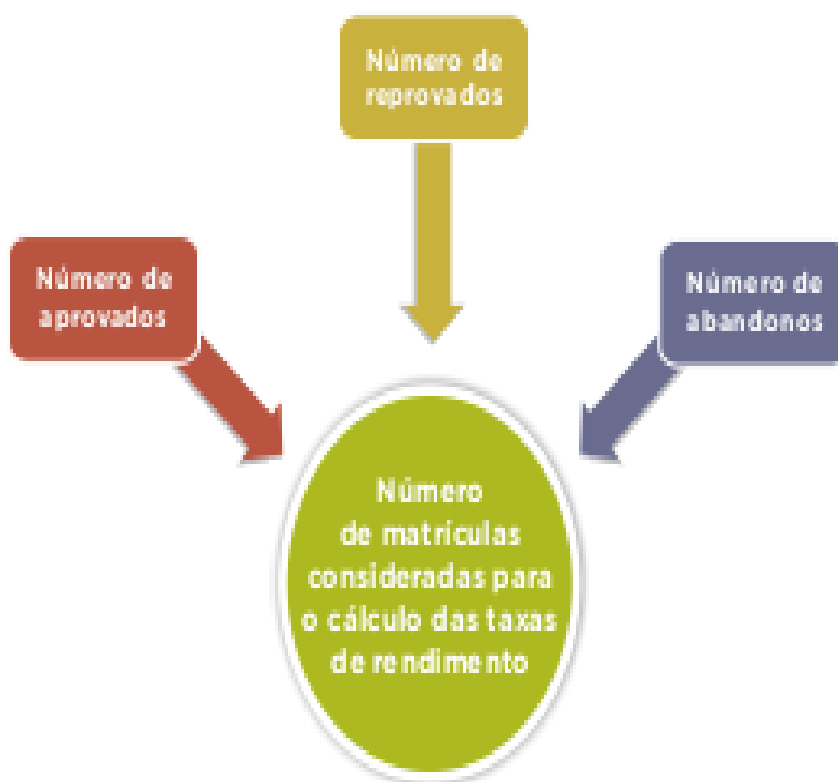 Número de
reprovados
Número de
aprovados
Número de
abandonos
Número
de matrículas
consideradas para
o cálculo das taxas
de rendimento